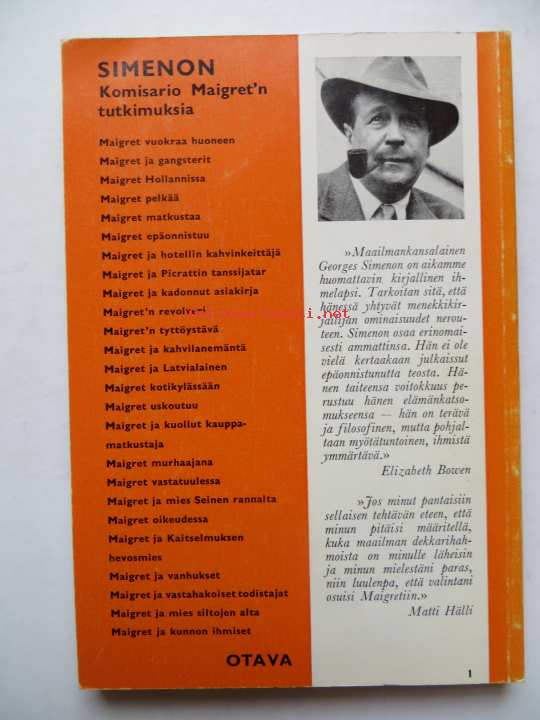 SIMENON
Komisario Maigret'n
tutkimuksia
Maigret vuokraa huoneen
Maigret ja gangsterit
Maigret Hollannissa
Maigret pelkää
Maigret matkustaa
Maigret epäonnistuu
Maigret ja hotellin kahvinkeittäjä
Maigret ja Picrattin tanssijatar
Maigret ja kadonnut asiakirja
Maigret'n revolveri
Maigret'n tyttöystävä
Maigret ja kahvilanemäntä
Maigret ja Latvialainen
Maigret kotikylässään
Maigret uskoutuu
Maigret ja kuollut kauppa-
matkustaja
Maigret murhaajana
Maigret vastatuulessa
Maigret ja mies Seinen rannalta
Maigret oikeudessa
Maigret ja Kaitselmuksen
hevosmies
Maigret ja vanhukset
Maigret ja vastahakoiset todistajat
Maigret ja mies siltojen alta
Maigret ja kunnon ihmiset
OTAVA
»Maailmankansalainen
Georges Simenon on aikamme
huomattavin kirjallinen ih-
melapsi. Tarkoitan sitä, että
hänessä yhtyvät menekkikir-
jailijan ominaisuudet nerou-
teen. Simenon osaa erinomai-
sesti ammattinsa. Hän ei ole
vielä kertaakaan julkaissut
epäonnistunutta teosta. Hä-
nen taiteensa voitokkuus pe-
rustuu hänen elämänkatso-
mukseensa — hän on terävä
ja filosofinen, mutta pohjal-
taan myötätuntoinen, ihmistä
ymmärtävä.»
Elizabeth Bowen
»Jos minut pantaisiin
sellaisen tehtävän eteen, että
minun pitäisi määritellä,
kuka maailman dekkarihah-
moista on minulle läheisin
ja minun mielestäni paras,
niin luulenpa, että valintani
osuisi Maigretiin.»
Matti Hälli
1